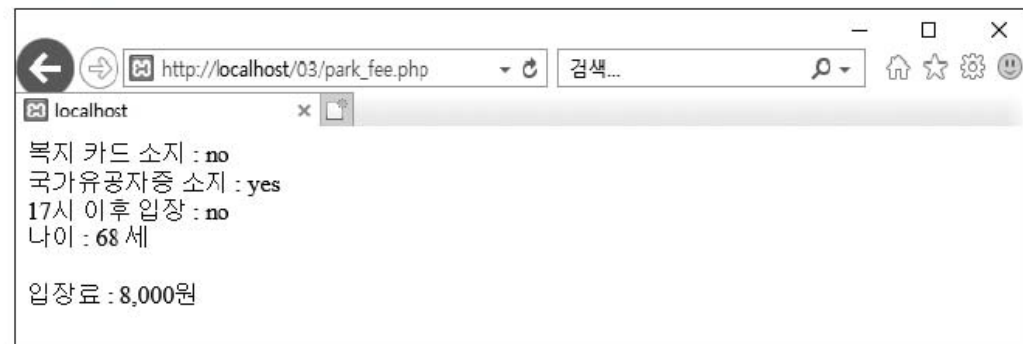 http://localhost/03/park_fee.php
검색...
localhost
복지 카드 소지 : no
국가유공자증 소지 : yes
17시 이후 입장 : no
나이 : 68 세
입장료 : 8,000원